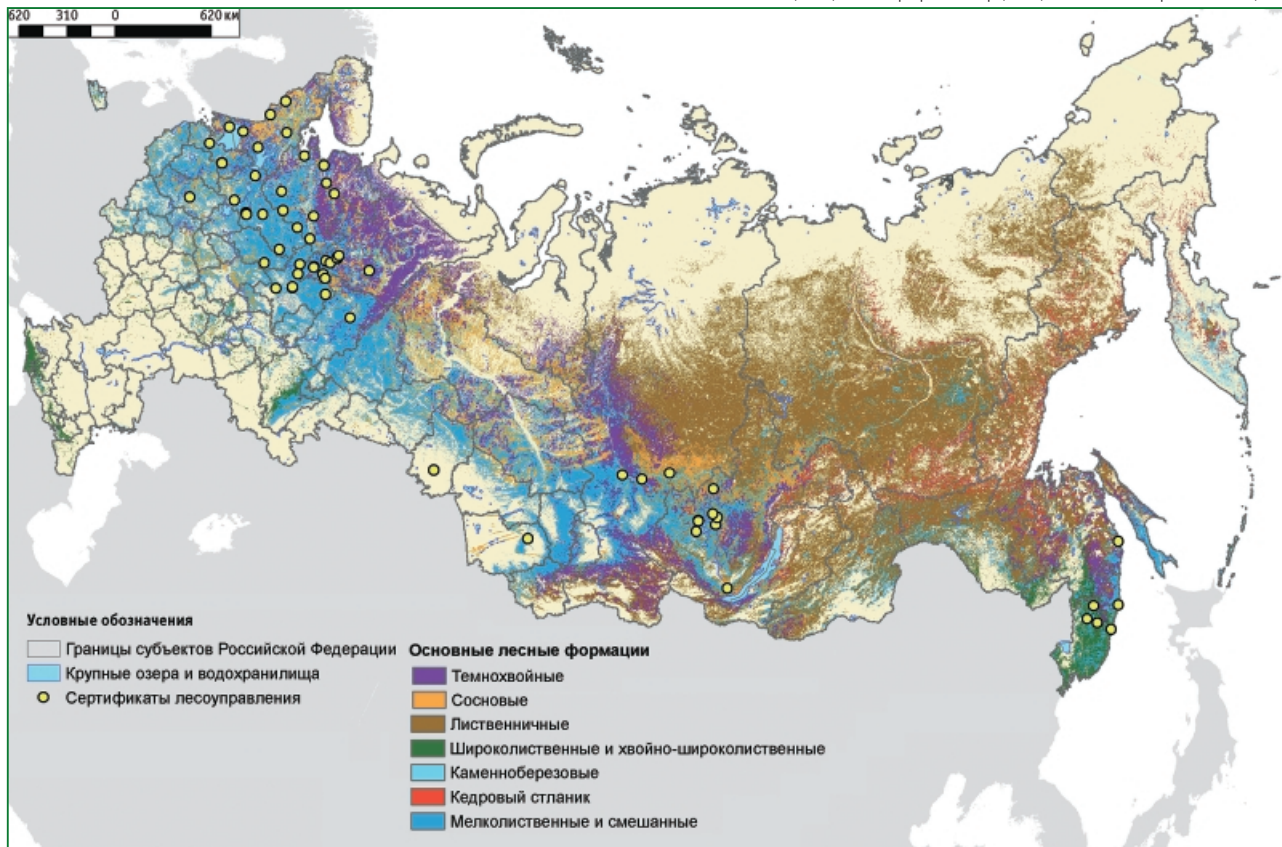 620 310 0 620 км
Условные обозначения
Границы субъектов Российской Федерации
Крупные озера и водохранилища
Сертификаты лесоуправления
Основные лесные формации
Темнохвойные
Сосновые
Лиственничные
Широколиственные и хвойно-широколиственные
Каменноберезовые
Кедровый стланик
Мелколиственные и смешанные